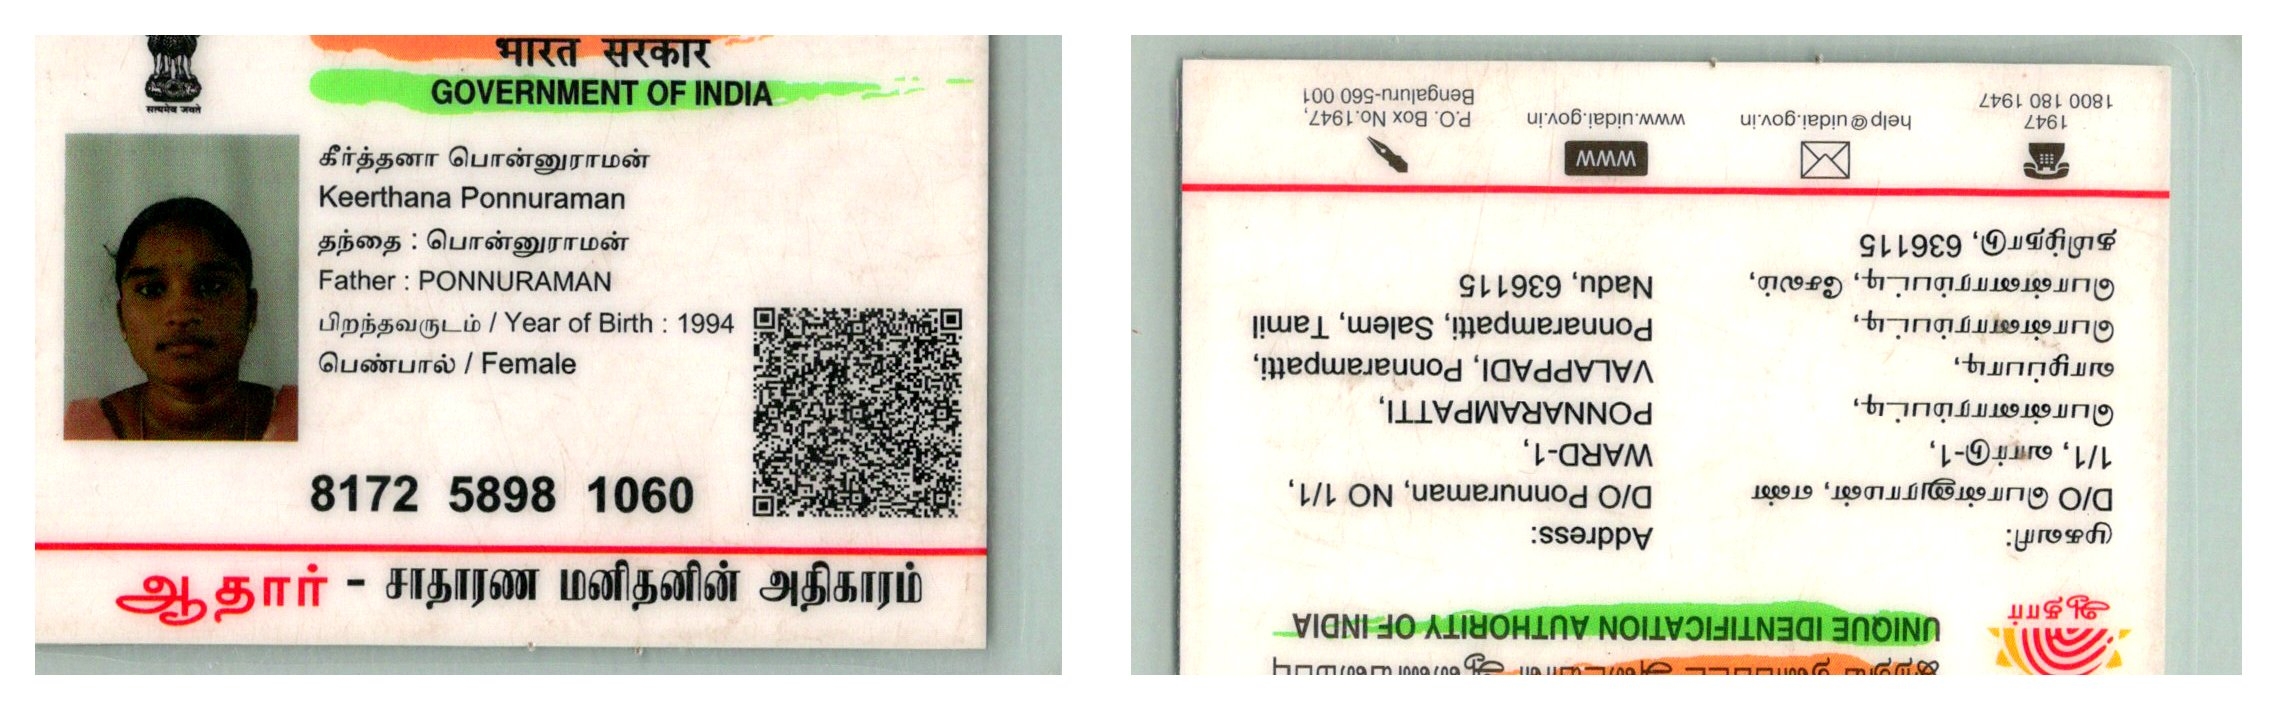 भारत सरकार
GOVERNMENT OF INDIA
सत्यमेव जयते
கீர்த்தனா பொன்னுராமன்
Keerthana Ponnuraman
தந்தை : பொன்னுராமன்
Father : PONNURAMAN
பிறந்தவருடம் / Year of Birth : 1994
பெண்பால் / Female
8172 5898 1060
ஆதார் - சாதாரண மனிதனின் அதிகாரம்
UNIQUE IDENTIFICATION AUTHORITY OF INDIA
ஆதார்
முகவரி:
D/O பொன்னுராமன், எண்
1/1, வார்டு-1,
பொன்னாரம்பட்டி,
வாழப்பாடி,
பொன்னாரம்பட்டி,
பொன்னாரம்பட்டி, சேலம்,
தமிழ்நாடு, 636115
Address:
D/O Ponnuraman, NO 1/1,
WARD-1,
PONNARAMPATTI,
VALAPPADI, Ponnarampatti,
Ponnarampatti, Salem, Tamil
Nadu, 636115
1947
1800 180 1947
help@uidai.gov.in
WWW
www.uidai.gov.in
P.O. Box No.1947,
Bengaluru-560 001